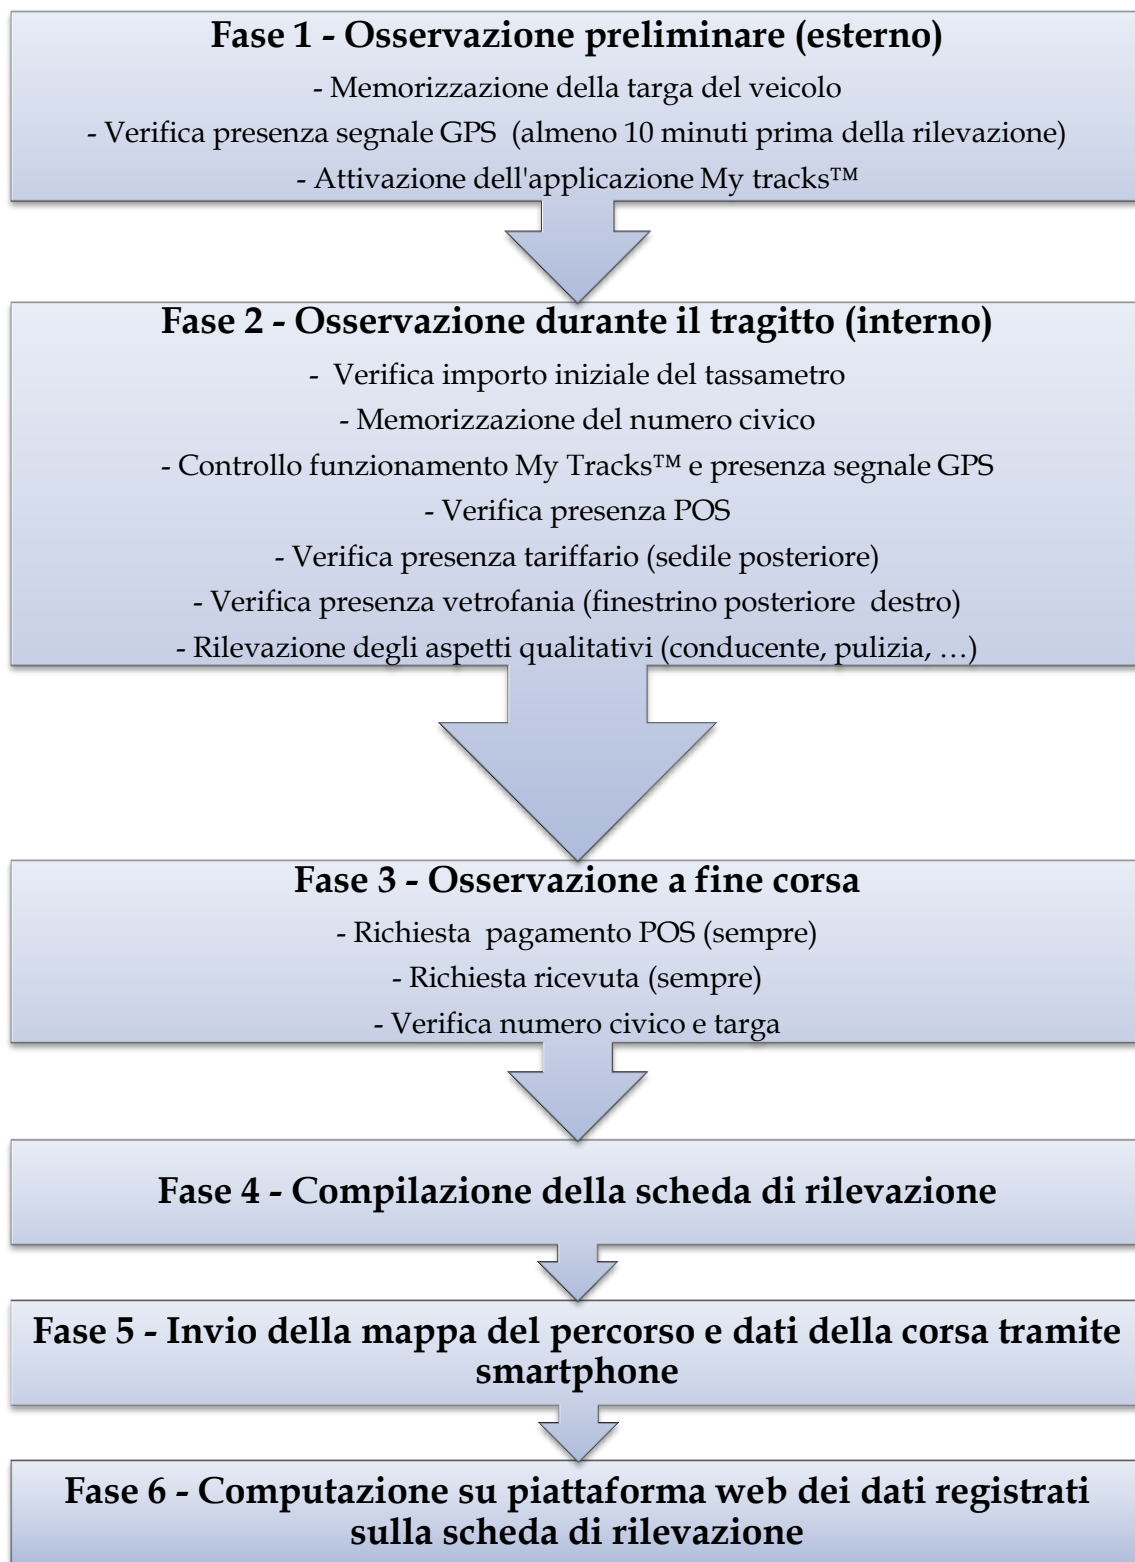 Fase 1 - Osservazione preliminare (esterno)
- Memorizzazione della targa del veicolo
- Verifica presenza segnale GPS (almeno 10 minuti prima della rilevazione)
- Attivazione dell'applicazione My tracks™
Fase 2 - Osservazione durante il tragitto (interno)
- Verifica importo iniziale del tassametro
- Memorizzazione del numero civico
- Controllo funzionamento My Tracks™ e presenza segnale GPS
- Verifica presenza POS
- Verifica presenza tariffario (sedile posteriore)
- Verifica presenza vetrofania (finestrino posteriore destro)
- Rilevazione degli aspetti qualitativi (conducente, pulizia, …)
Fase 3 - Osservazione a fine corsa
- Richiesta pagamento POS (sempre)
- Richiesta ricevuta (sempre)
- Verifica numero civico e targa
Fase 4 - Compilazione della scheda di rilevazione
Fase 5 - Invio della mappa del percorso e dati della corsa tramite
smartphone
Fase 6 - Computazione su piattaforma web dei dati registrati
sulla scheda di rilevazione